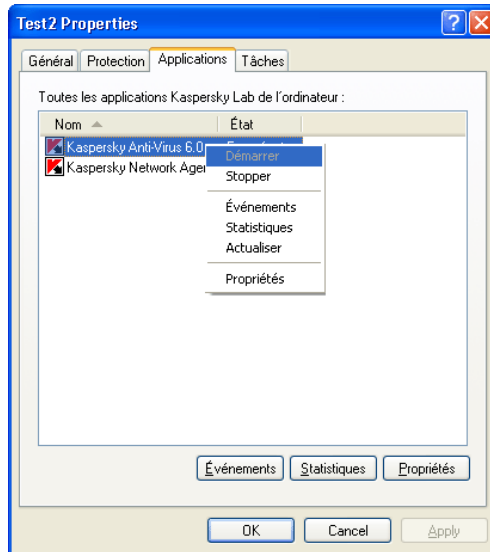 Test2 Properties
Général Protection Applications Tâches
Toutes les applications Kaspersky Lab de l'ordinateur :
Nom État
Kaspersky Anti-Virus 6.0
Démarrer
Kaspersky Network Agen
Stopper
Événements
Statistiques
Actualiser
Propriétés
Événements Statistiques Propriétés
OK Cancel Apply